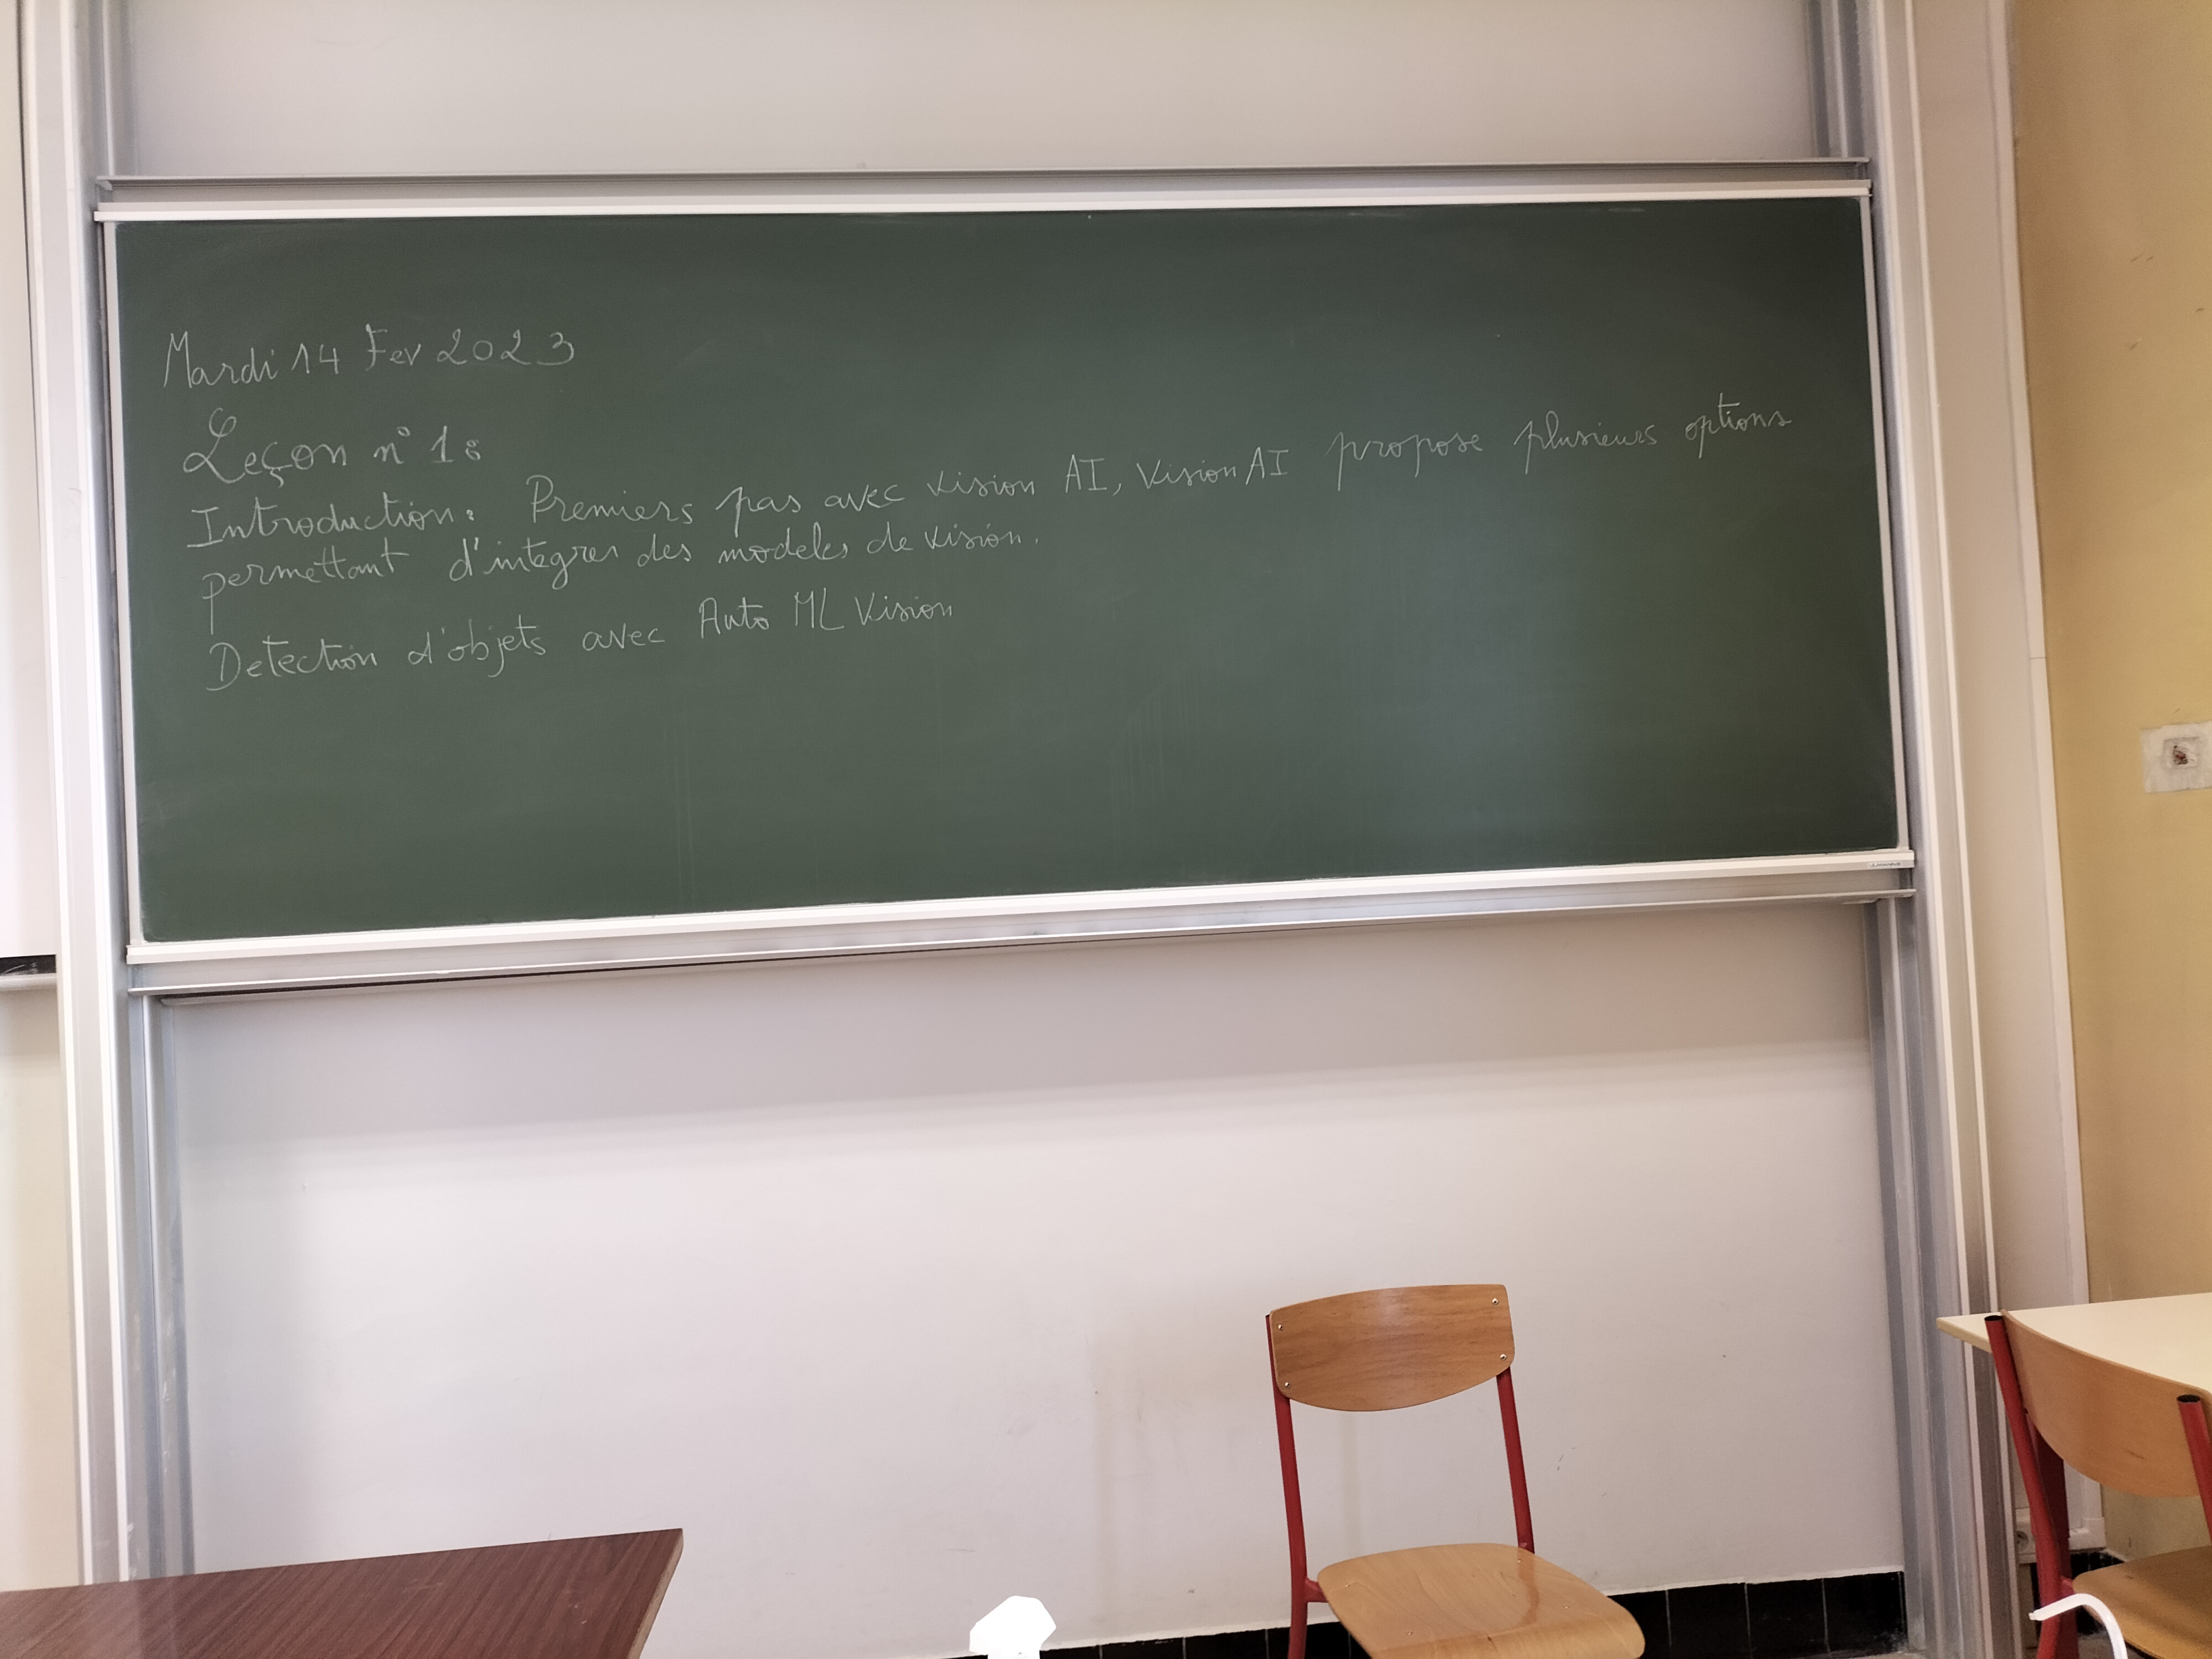 Mardi 14 Fev 2023
Leçon n° 1:
Introduction: Premiers pas avec vision AI, Vision AI propose plusieurs options
permettant d'integrer des modeles de vision.
Detection d'objets avec Auto ML Vision